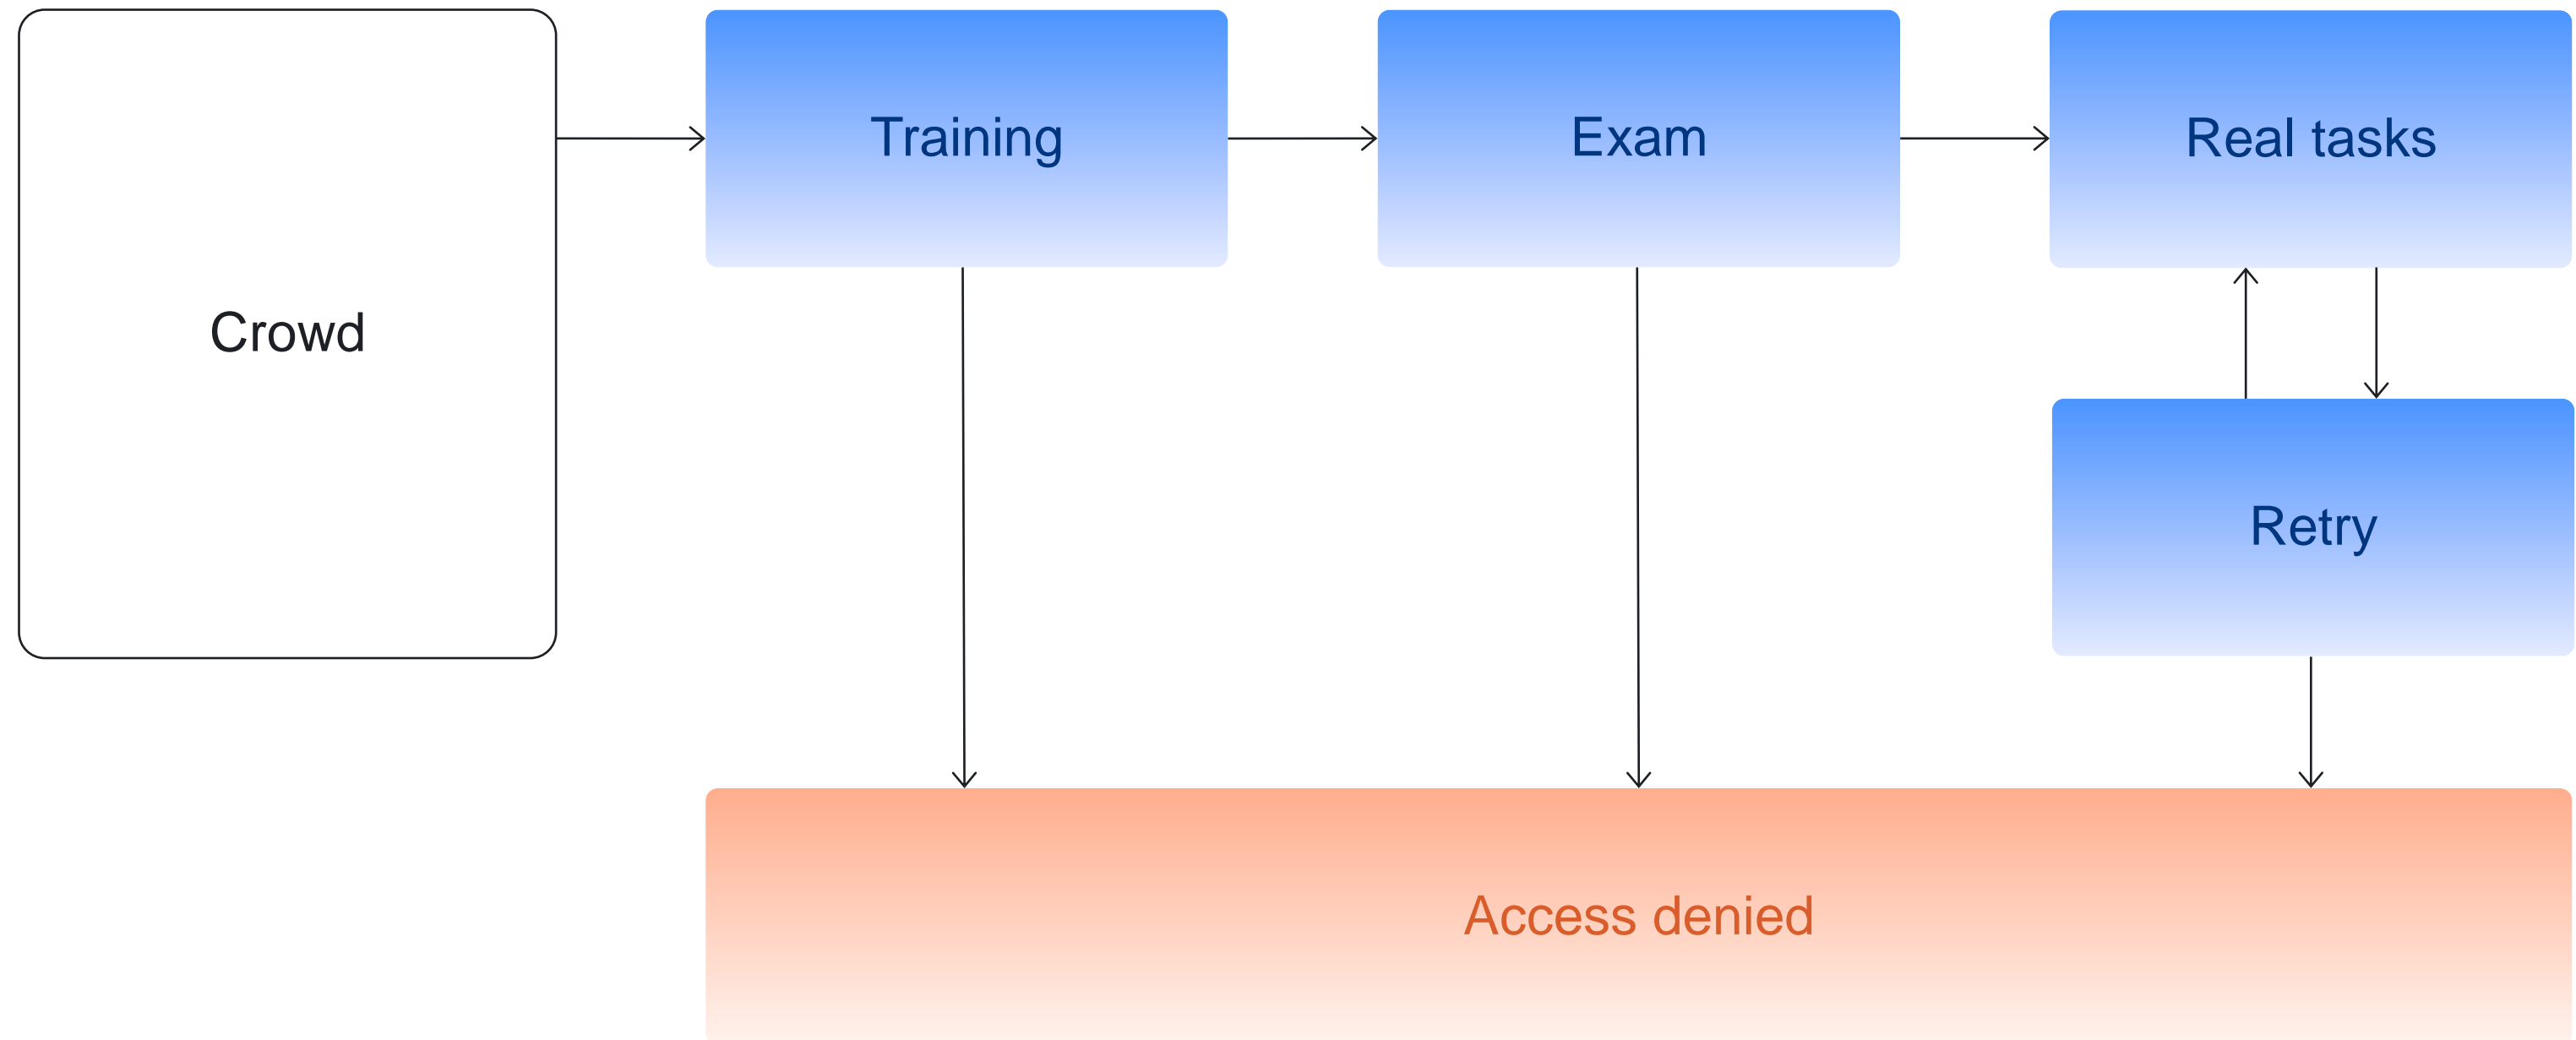 Crowd
Training
Exam
Real tasks
Retry
Access denied